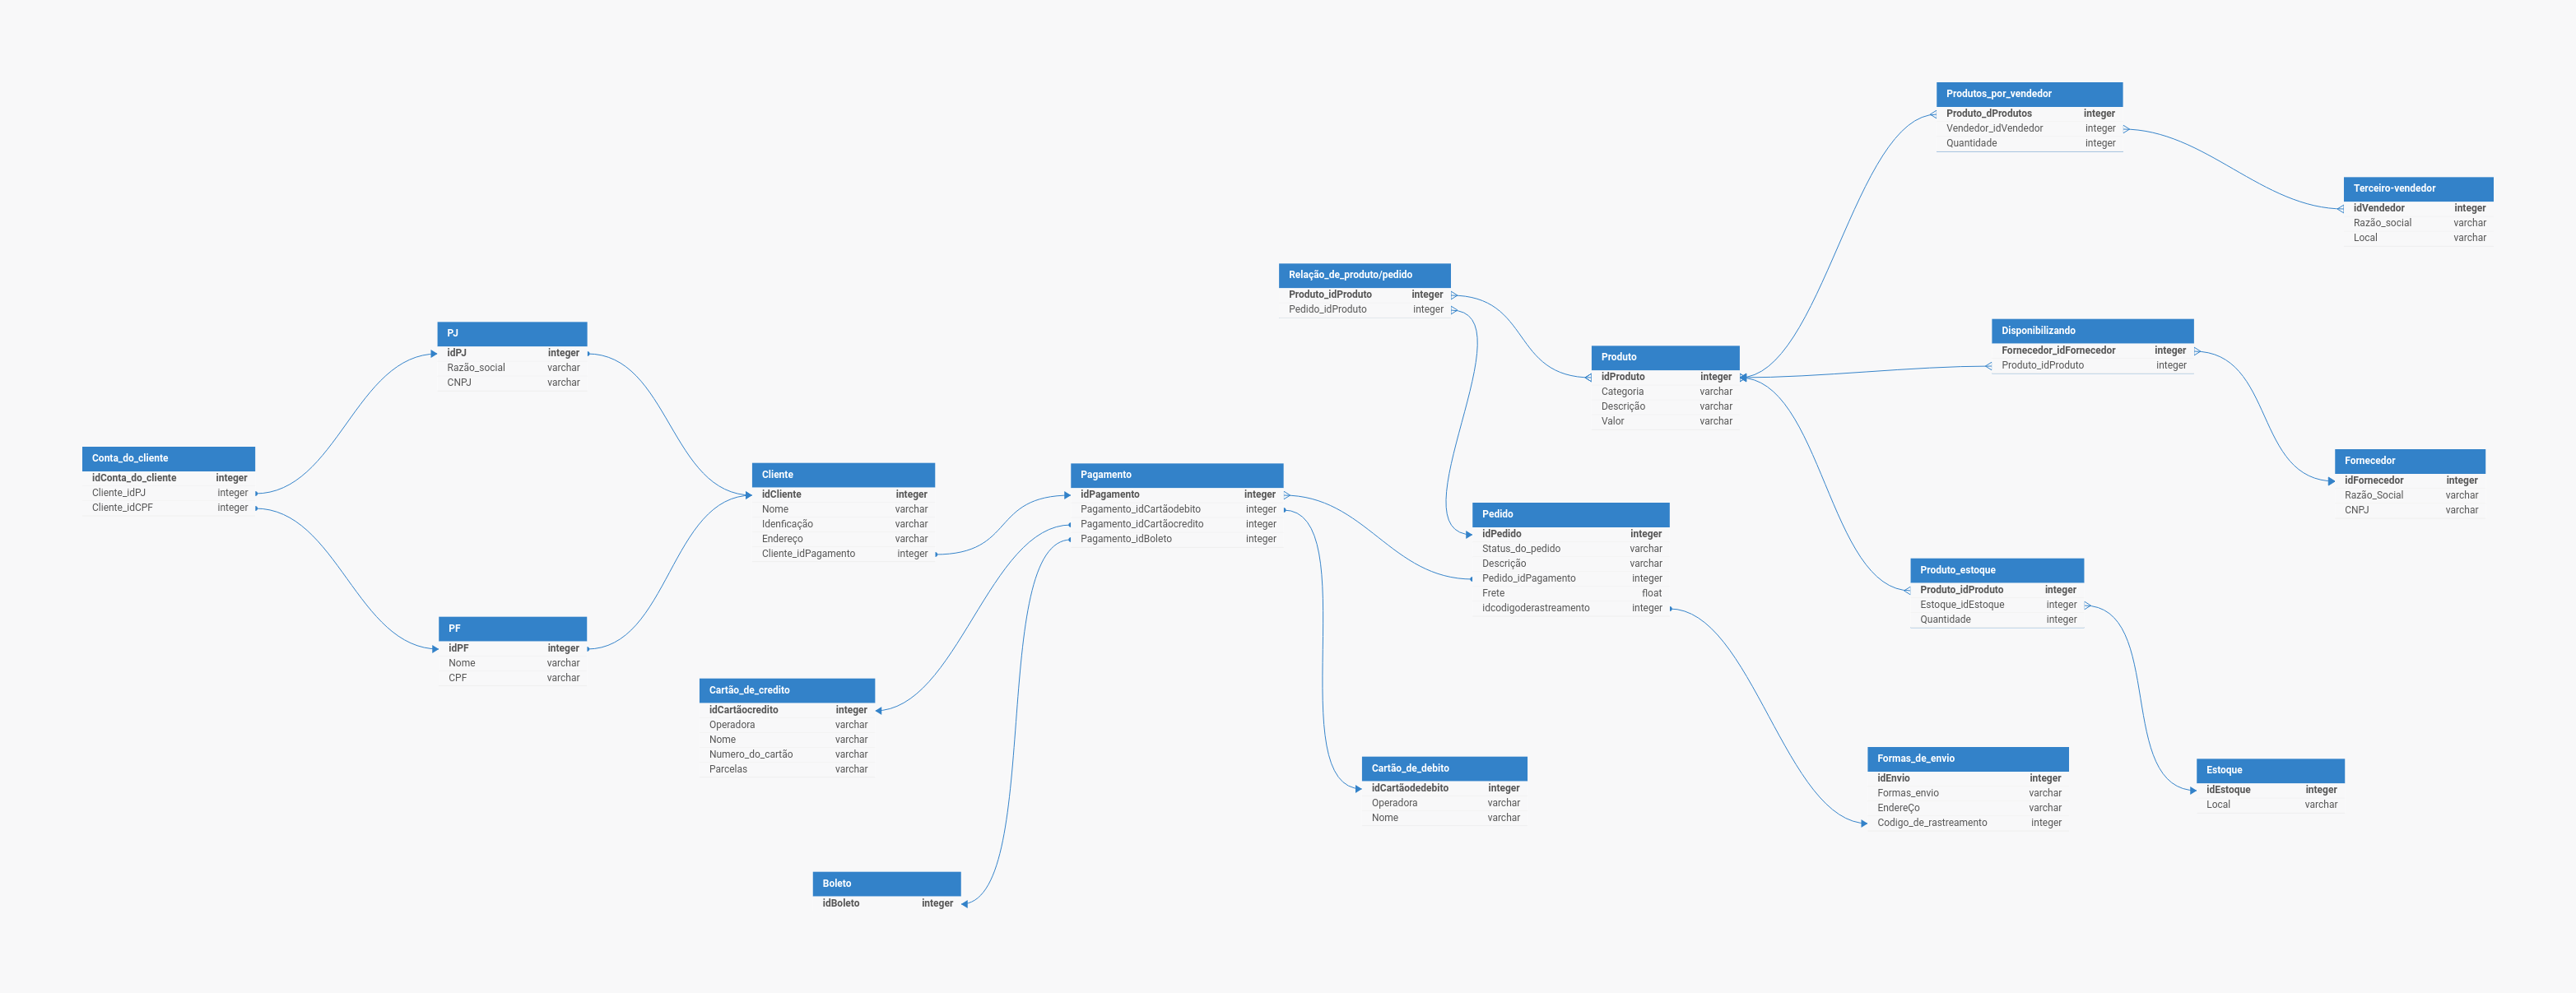 Produtos_por_vendedor
Produto_dProdutos integer
Vendedor_idVendedor integer
Quantidade integer
Terceiro-vendedor
idVendedor integer
Razão_social varchar
Local varchar
Relação_de_produto/pedido
Produto_idProduto integer
Pedido_idProduto integer
PJ
idPJ integer
Razão_social varchar
CNPJ varchar
Produto
idProduto integer
Categoria varchar
Descrição varchar
Valor varchar
Disponibilizando
Fornecedor_idFornecedor integer
Produto_idProduto integer
Conta_do_cliente
idConta_do_cliente integer
Cliente_idPJ integer
Cliente_idCPF integer
Cliente
idCliente integer
Nome varchar
Idenficação varchar
Endereço varchar
Cliente_idPagamento integer
Pagamento
idPagamento integer
Pagamento_idCartãodebito integer
Pagamento_idCartãocredito integer
Pagamento_idBoleto integer
Fornecedor
idFornecedor integer
Razão_Social varchar
CNPJ varchar
Pedido
idPedido integer
Status_do_pedido varchar
Descrição varchar
Pedido_idPagamento integer
Frete float
idcodigoderastreamento integer
Produto_estoque
Produto_idProduto integer
Estoque_idEstoque integer
Quantidade integer
PF
idPF integer
Nome varchar
CPF varchar
Cartão_de_credito
idCartãocredito integer
Operadora varchar
Nome varchar
Numero_do_cartão varchar
Parcelas varchar
Cartão_de_debito
idCartãodedebito integer
Operadora varchar
Nome varchar
Formas_de_envio
idEnvio integer
Formas_envio varchar
EndereÇo varchar
Codigo_de_rastreamento integer
Estoque
idEstoque integer
Local varchar
Boleto
idBoleto integer